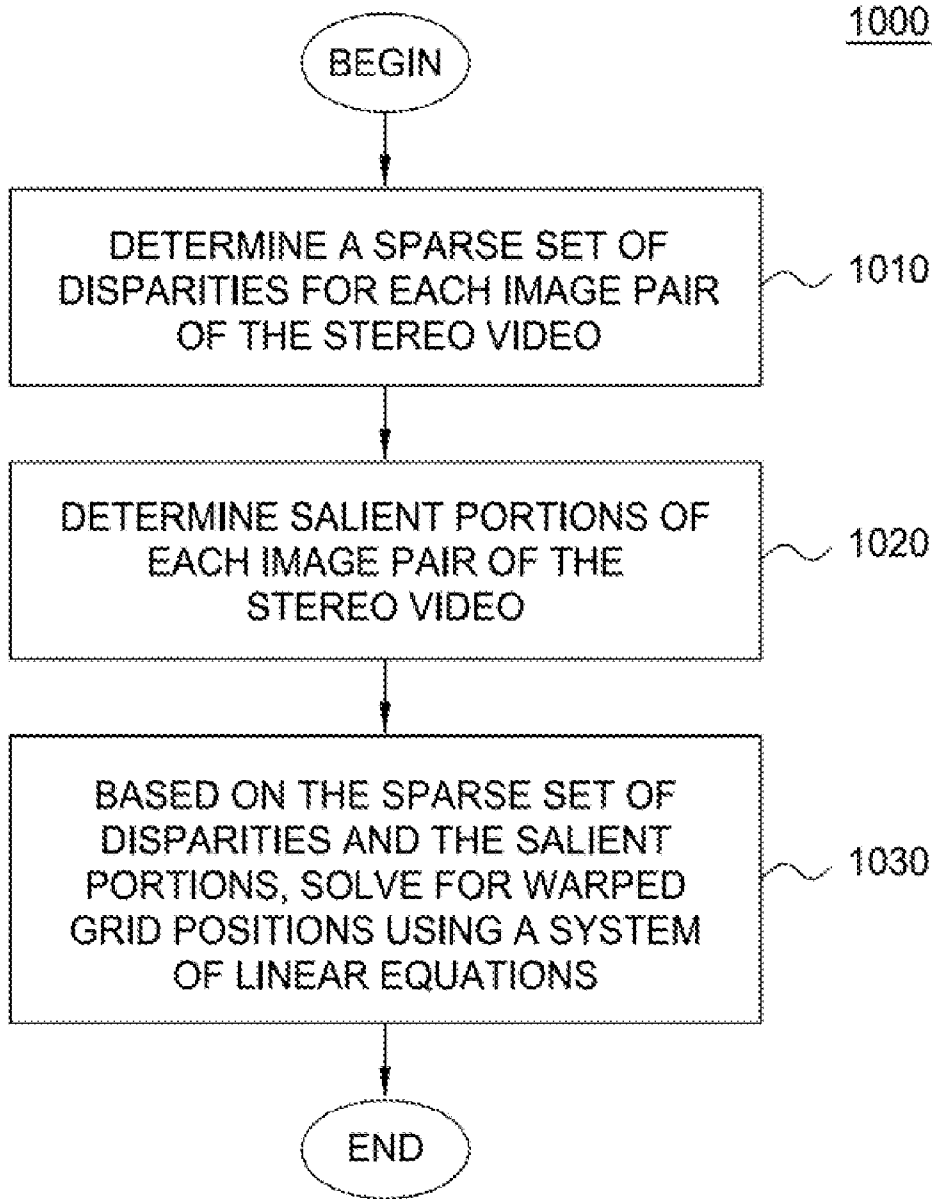 1000
BEGIN
DETERMINE A SPARSE SET OF
DISPARITIES FOR EACH IMAGE PAIR
OF THE STEREO VIDEO
1010
DETERMINE SALIENT PORTIONS OF
EACH IMAGE PAIR OF THE
STEREO VIDEO
1020
BASED ON THE SPARSE SET OF
DISPARITIES AND THE SALIENT
PORTIONS, SOLVE FOR WARPED
GRID POSITIONS USING A SYSTEM
OF LINEAR EQUATIONS
1030
END